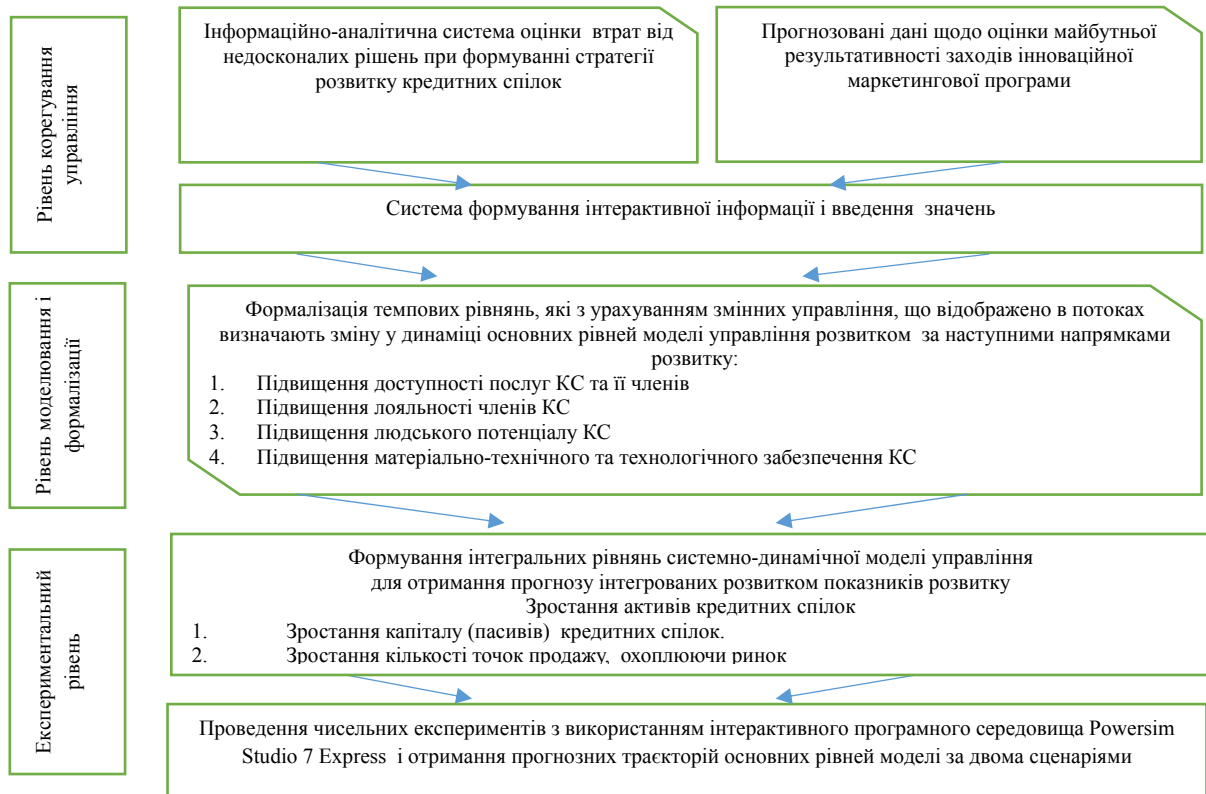 Рівень корегування
управління
Інформаційно-аналітична система оцінки втрат від
недосконалих рішень при формуванні стратегії
розвитку кредитних спілок
Прогнозовані дані щодо оцінки майбутньої
результативності заходів інноваційної
маркетингової програми
Система формування інтерактивної інформації і введення значень
Рівень моделювання і
формалізації
Формалізація темпових рівнянь, які з урахуванням змінних управління, що відображено в потоках
визначають зміну у динаміці основних рівней моделі управління розвитком за наступними напрямками
розвитку:
1. Підвищення доступності послуг КС та її членів
2. Підвищення лояльності членів КС
3. Підвищення людського потенціалу КС
4. Підвищення матеріально-технічного та технологічного забезпечення КС
Експериментальний
рівень
Формування інтегральних рівнянь системно-динамічної моделі управління
для отримання прогнозу інтегрованих розвитком показників розвитку
Зростання активів кредитних спілок
1. Зростання капіталу (пасивів) кредитних спілок.
2. Зростання кількості точок продажу, охоплюючи ринок
Проведення чисельних експериментів з використанням інтерактивного програмного середовища Powersim
Studio 7 Express і отримання прогнозних траєкторій основних рівней моделі за двома сценаріями